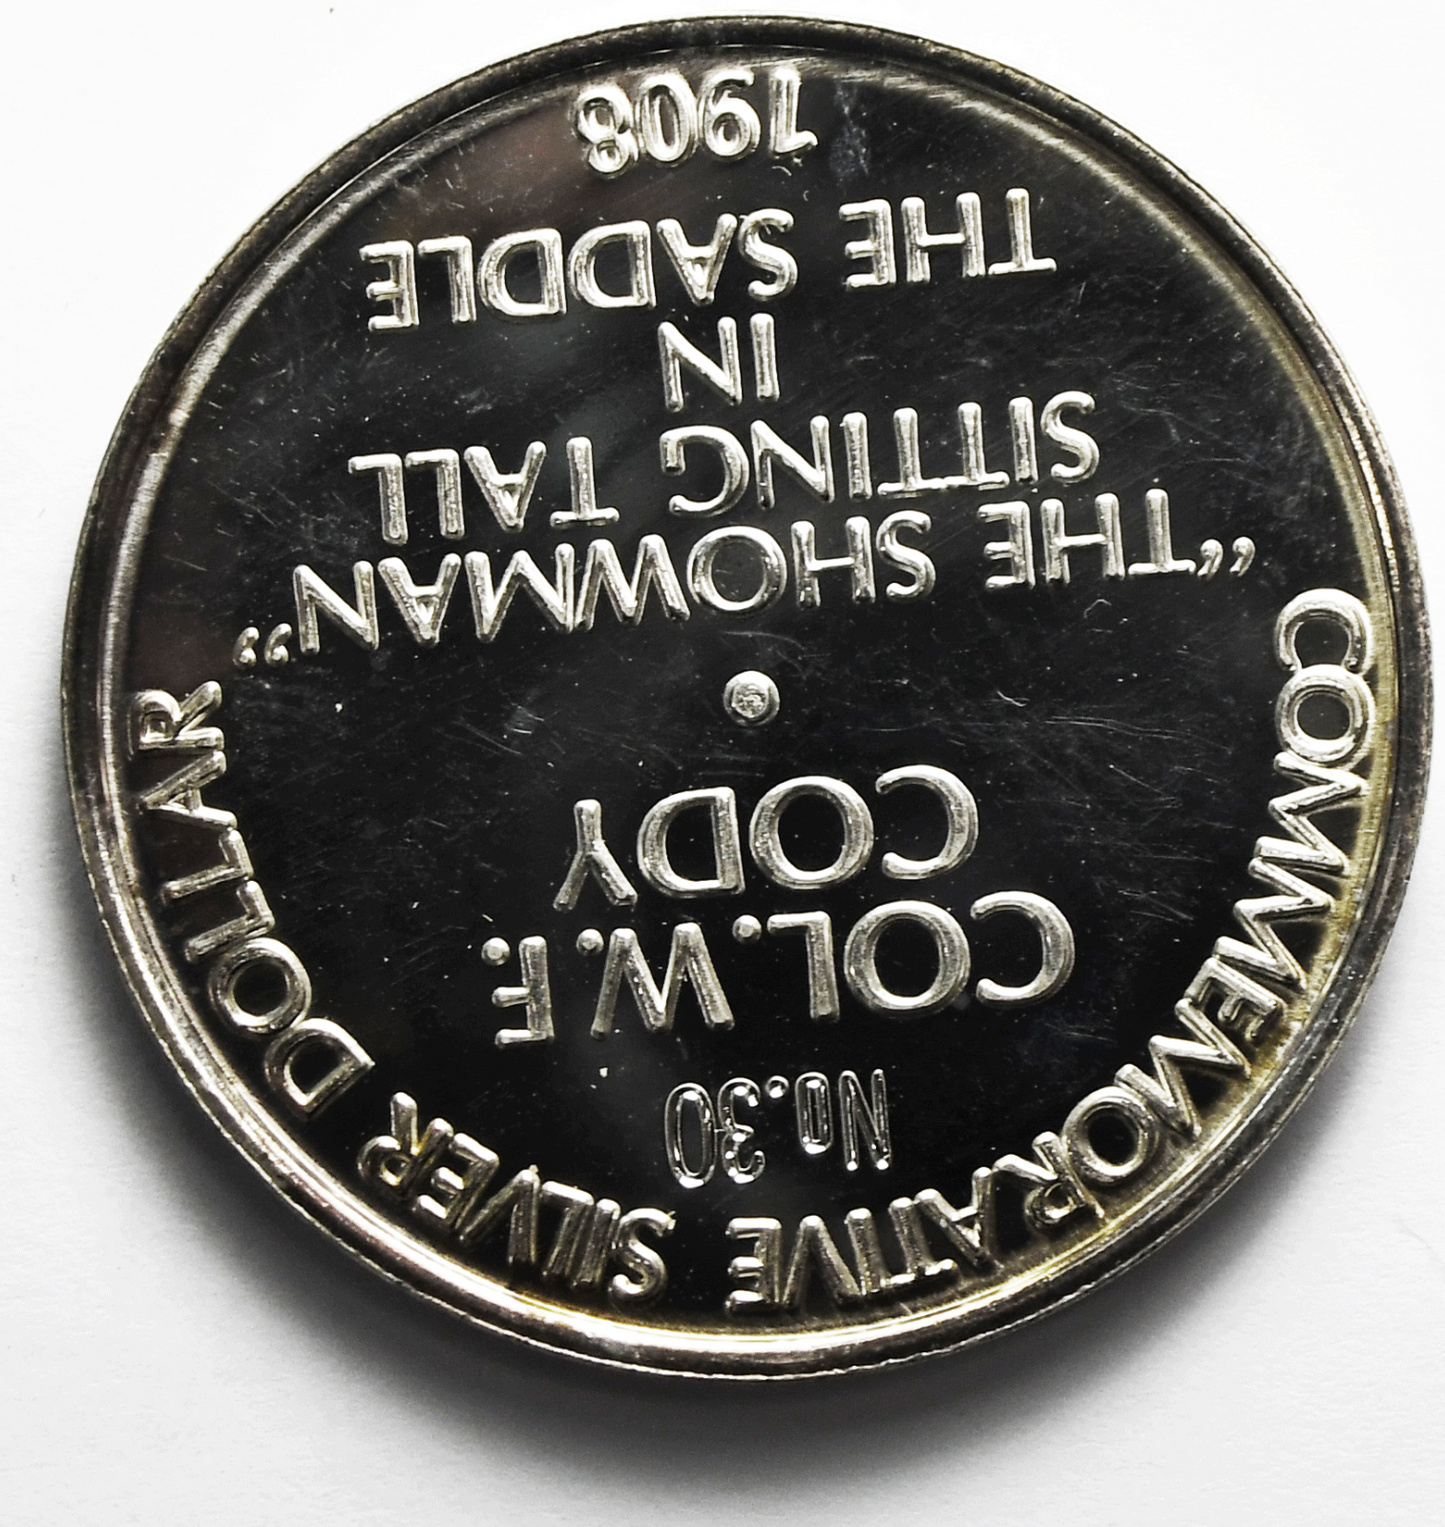 COMMEMORATIVE SILVER DOLLAR
No.30
COL. W. F.
CODY
"THE SHOWMAN"
SITTING TALL
IN
THE SADDLE
1908